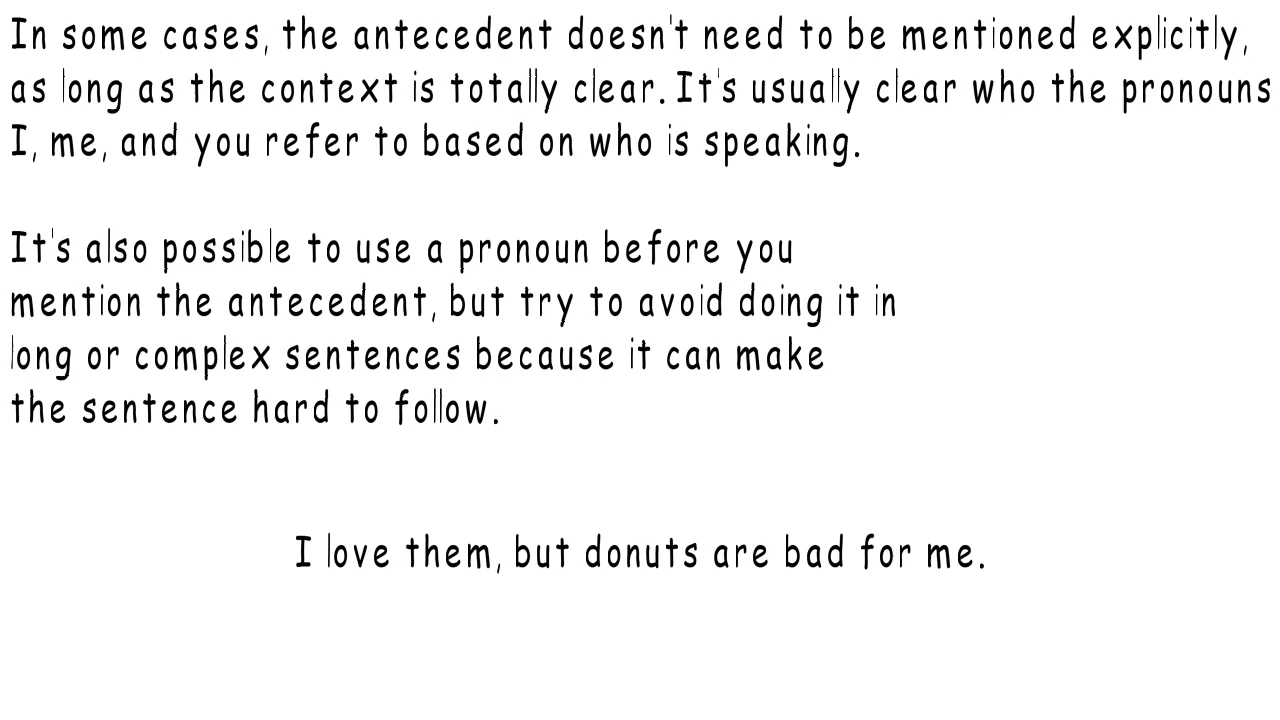 In some cases, the antecedent doesn't need to be mentioned explicitly,
as long as the context is totally clear. It's usually clear who the pronouns
I, me, and you refer to based on who is speaking.
It's also possible to use a pronoun before you
mention the antecedent, but try to avoid doing it in
long or complex sentences because it can make
the sentence hard to follow.
I love them, but donuts are bad for me.